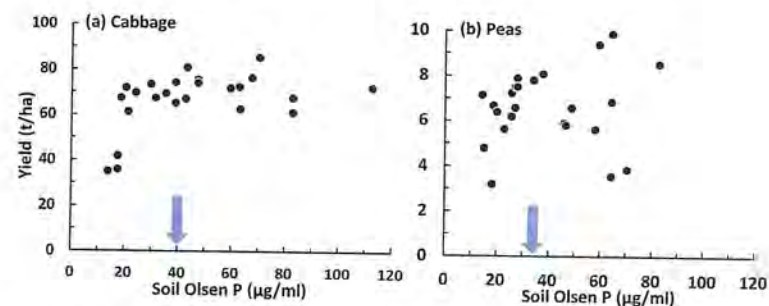 (a) Cabbage
100
80
60
40
20
0
Yield (t/ha)
0 20 40 60 80 100 120
Soil Olsen P (µg/ml)
(b) Peas
10
8
6
4
2
0
0 20 40 60 80 100 120
Soil Olsen P (µg/ml)